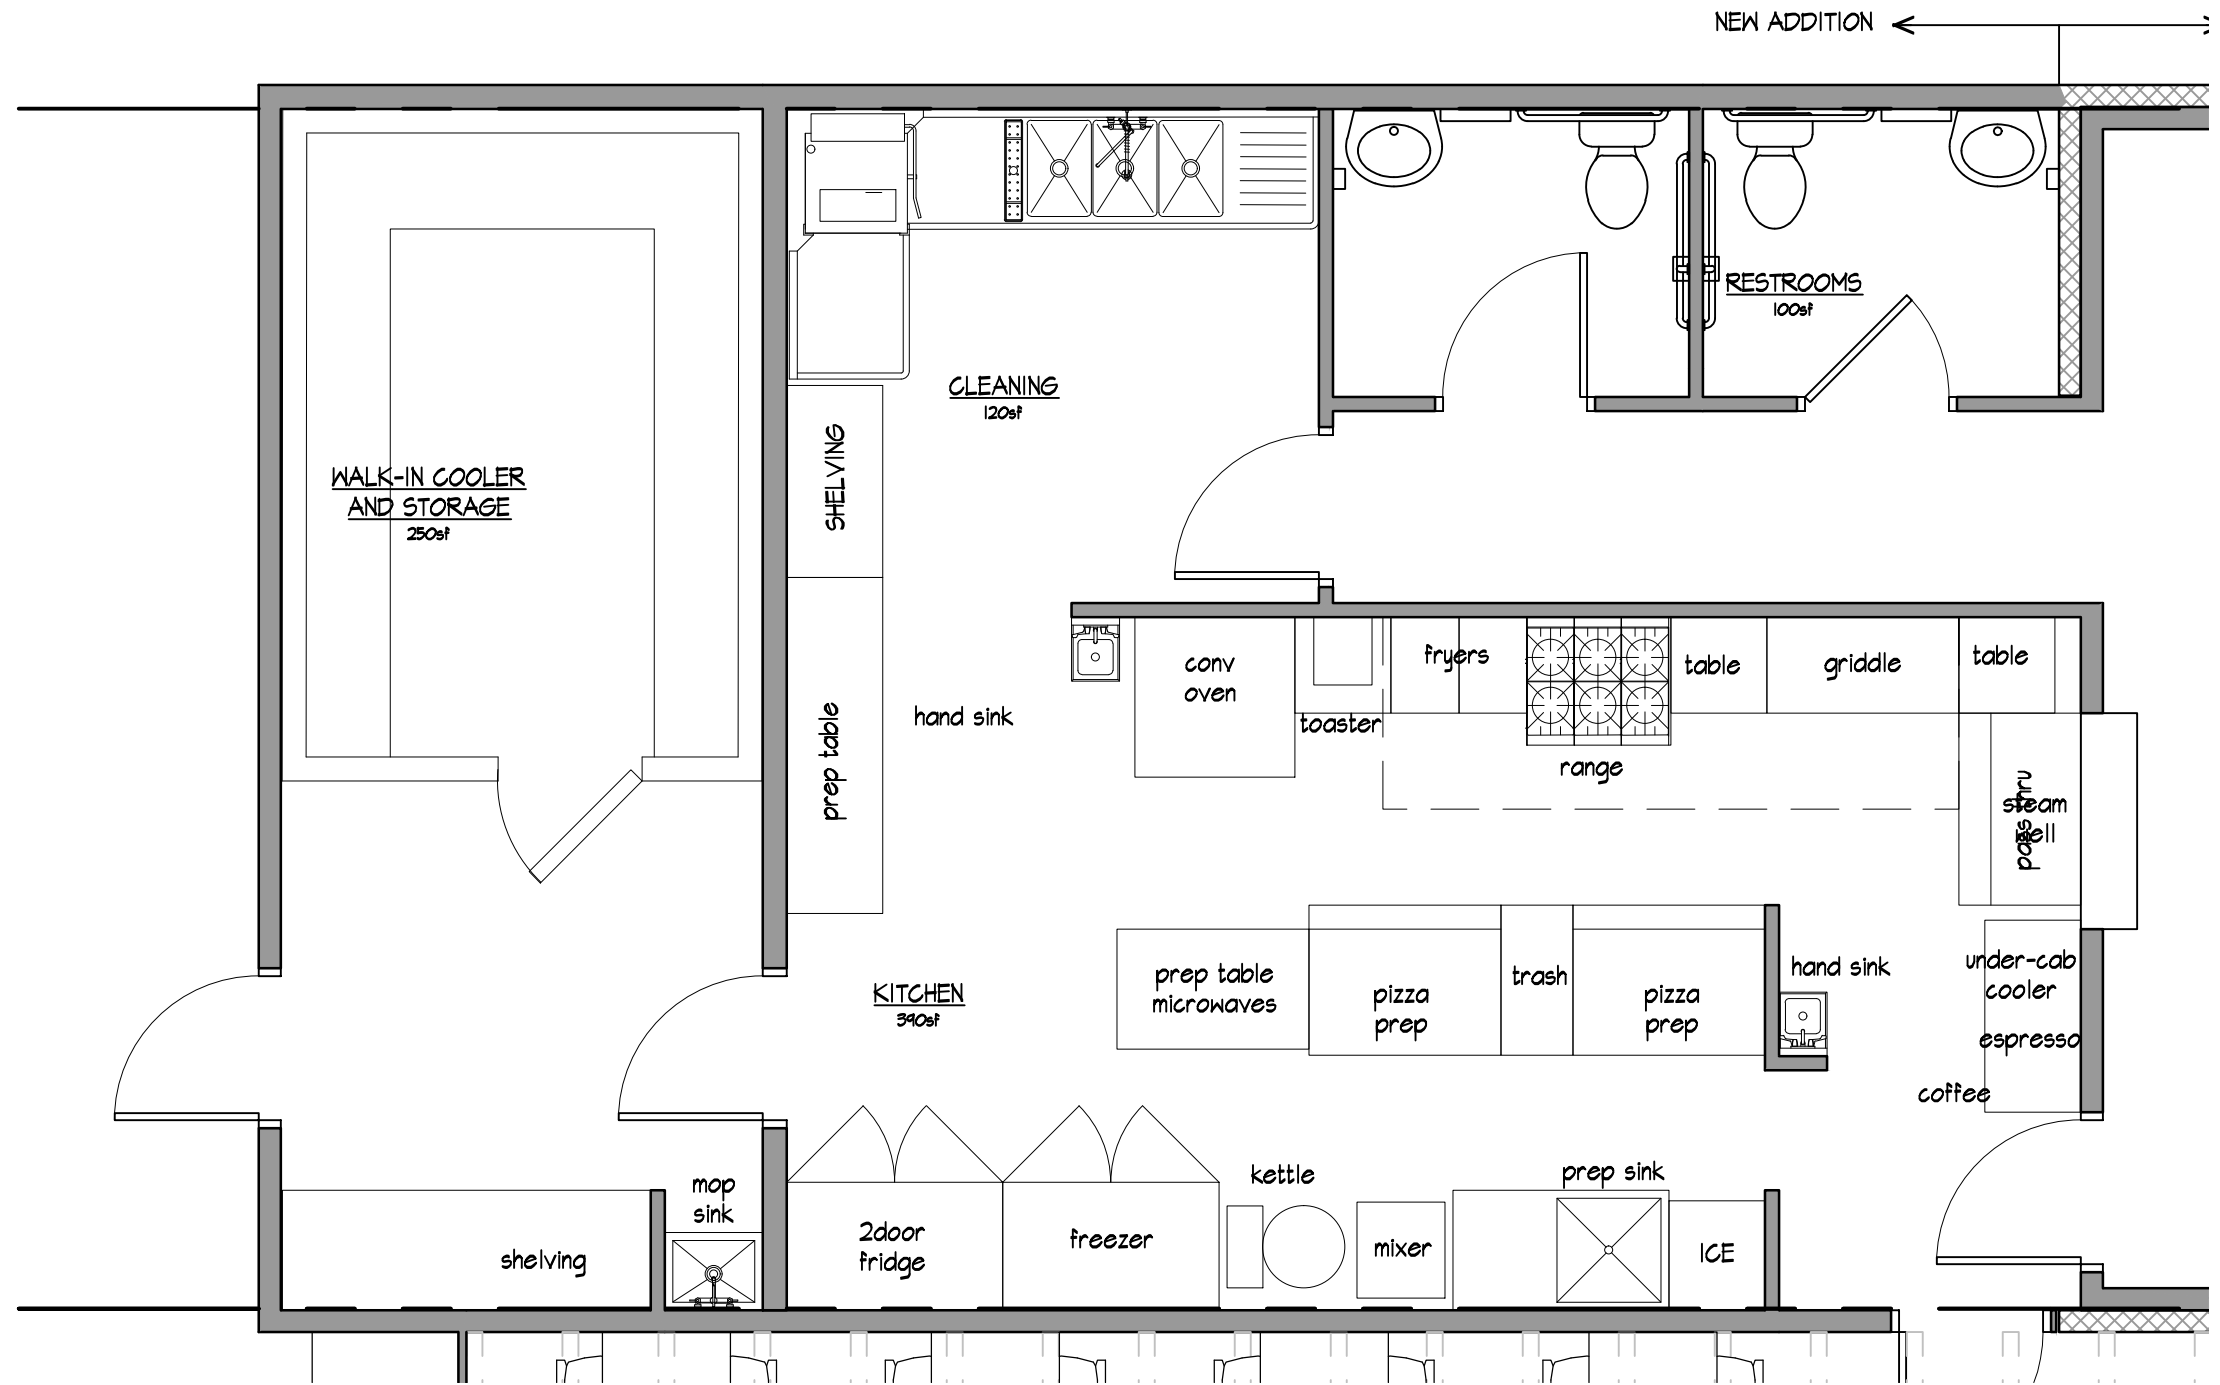 NEW ADDITION
RESTROOMS
100sf
CLEANING
120sf
SHELVING
WALK-IN COOLER
AND STORAGE
250sf
conv
oven
fryers
table
griddle
table
hand sink
toaster
prep table
range
pass thru
steam
well
hand sink
under-cab
cooler
prep table
microwaves
trash
pizza
prep
pizza
prep
KITCHEN
390sf
espresso
coffee
mop
sink
kettle
prep sink
shelving
2door
fridge
freezer
mixer
ICE